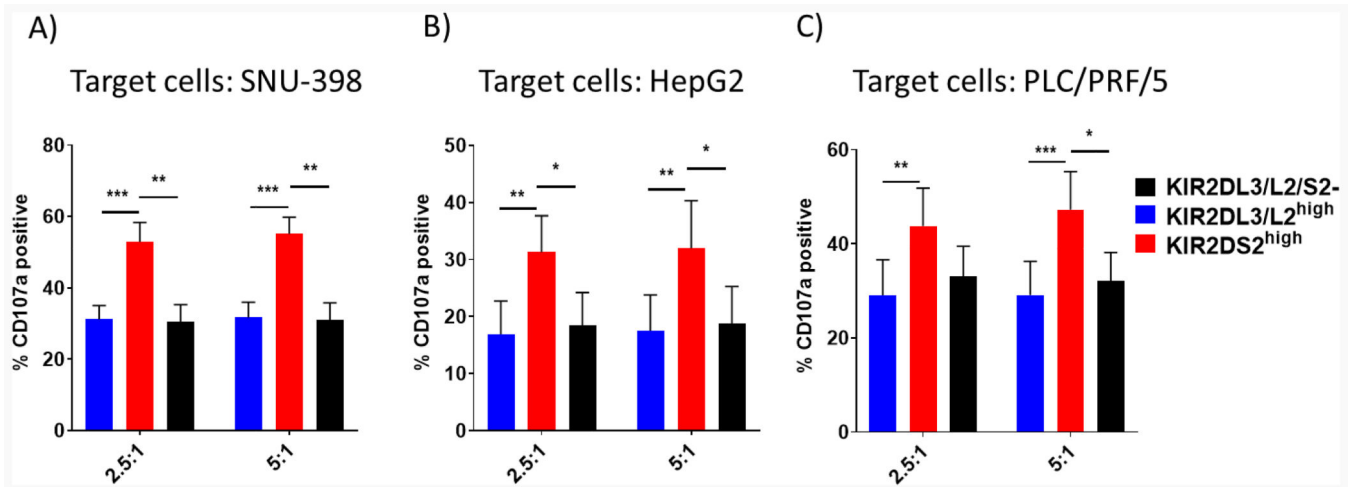 A)
Target cells: SNU-398
% CD107a positive
80
60
40
20
0
***
**
***
**
2.5:1
5:1
B)
Target cells: HepG2
% CD107a positive
50
40
30
20
10
0
**
*
**
*
2.5:1
5:1
C)
Target cells: PLC/PRF/5
% CD107a positive
60
40
20
0
**
***
*
2.5:1
5:1
KIR2DL3/L2/S2-
KIR2DL3/L2high
KIR2DS2high